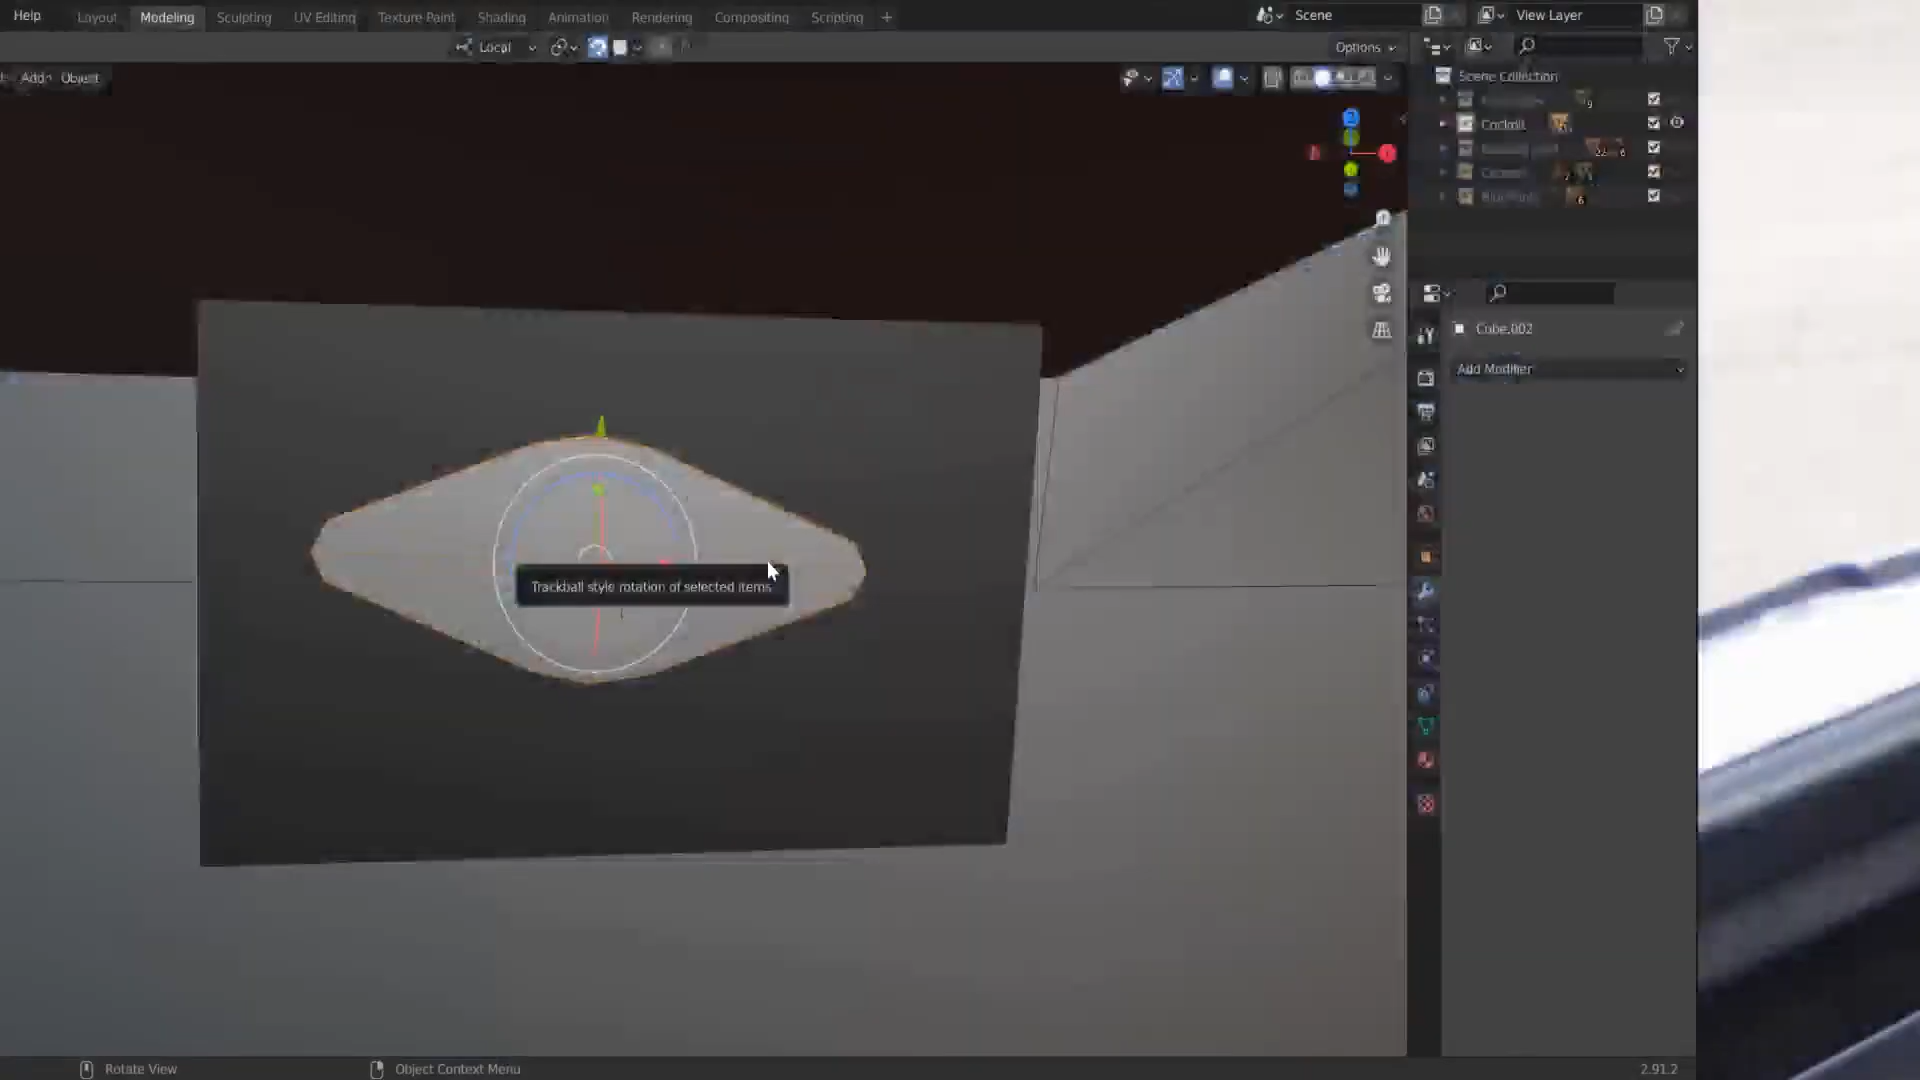 Help
Layout
Modeling
Sculpting
UV Editing
Texture Paint
Shading
Animation
Rendering
Compositing
Scripting
+
Scene
View Layer
Local
Options
Add
Object
Scene Collection
9
Cockpit
6
Cube.002
Add Modifier
Trackball style rotation of selected items
Rotate View
Object Context Menu
2.91.2